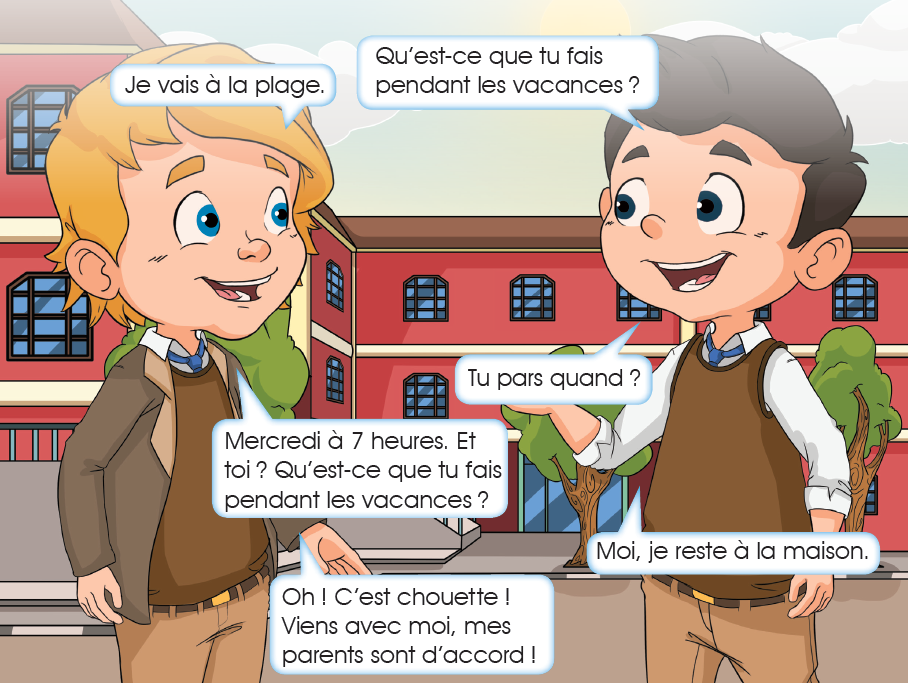 Qu'est-ce que tu fais
pendant les vacances ?
Je vais à la plage.
Tu pars quand ?
Mercredi à 7 heures. Et
toi ? Qu'est-ce que tu fais
pendant les vacances ?
Moi, je reste à la maison.
Oh ! C'est chouette !
Viens avec moi, mes
parents sont d'accord !